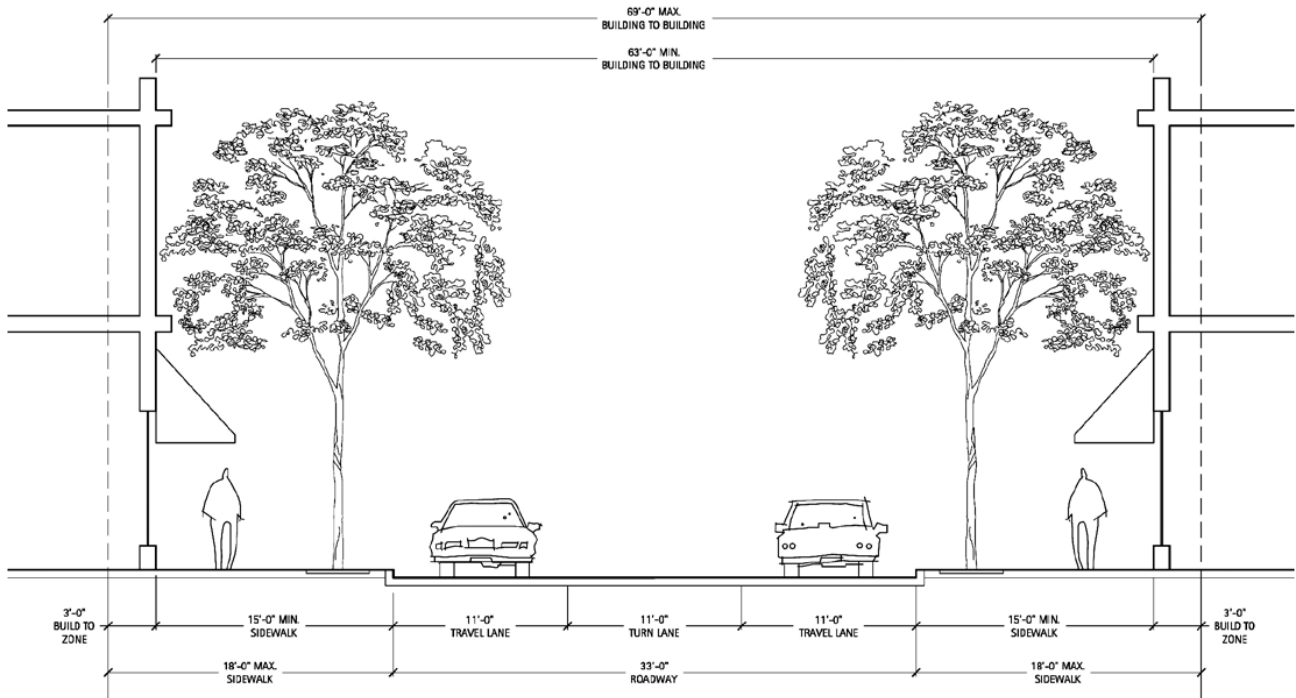 69'-0" MAX.
BUILDING TO BUILDING
63'-0" MIN.
BUILDING TO BUILDING
3'-0"
BUILD TO
ZONE
15'-0" MIN.
SIDEWALK
11'-0"
TRAVEL LANE
11'-0"
TURN LANE
11'-0"
TRAVEL LANE
15'-0" MIN.
SIDEWALK
3'-0"
BUILD TO
ZONE
18'-0" MAX.
SIDEWALK
33'-0"
ROADWAY
18'-0" MAX.
SIDEWALK